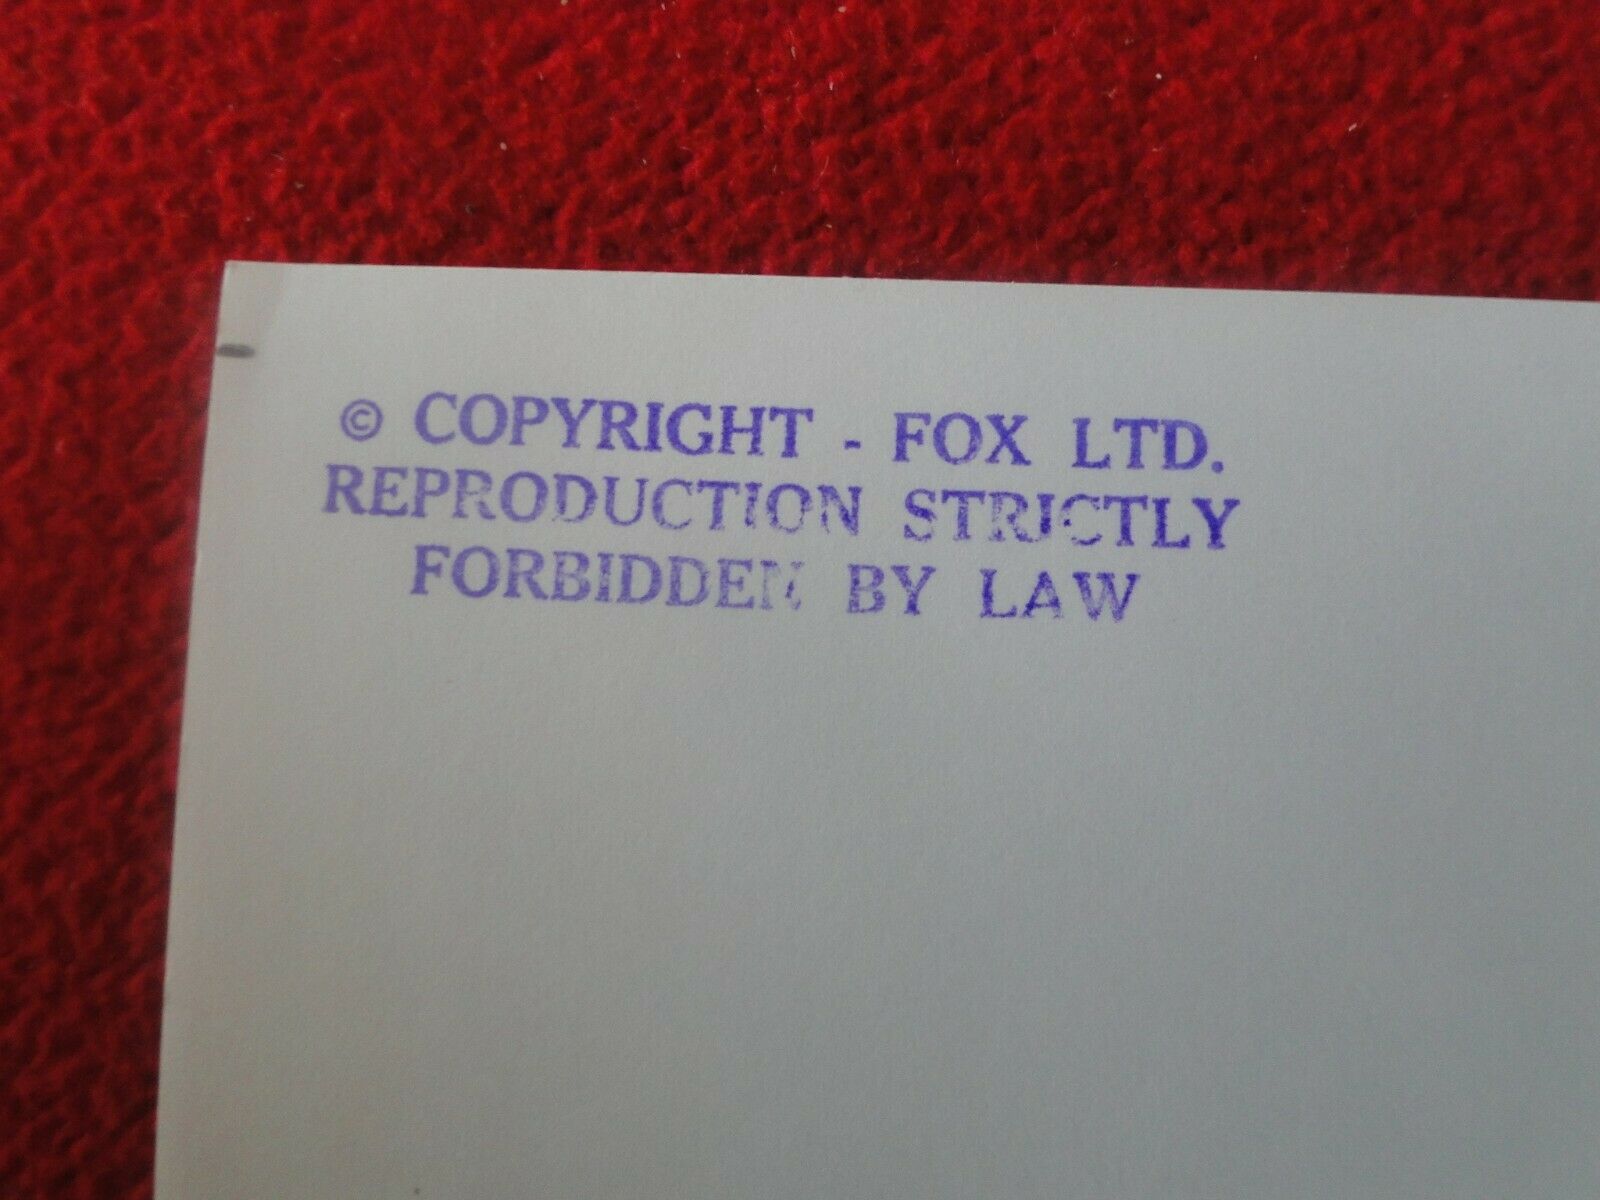 © COPYRIGHT - FOX LTD.
REPRODUCTION STRICTLY
FORBIDDEN BY LAW